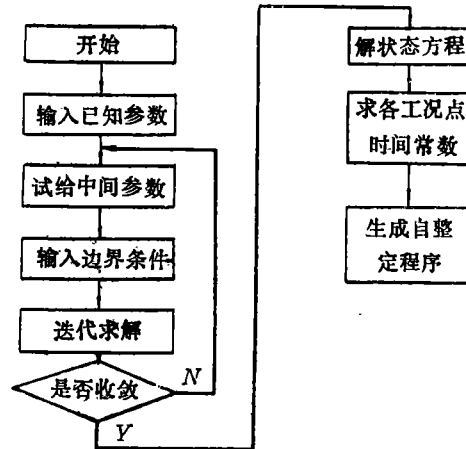 开始
输入已知参数
试给中间参数
输入边界条件
迭代求解
是否收敛
N
Y
解状态方程
求各工况点
时间常数
生成自整
定程序